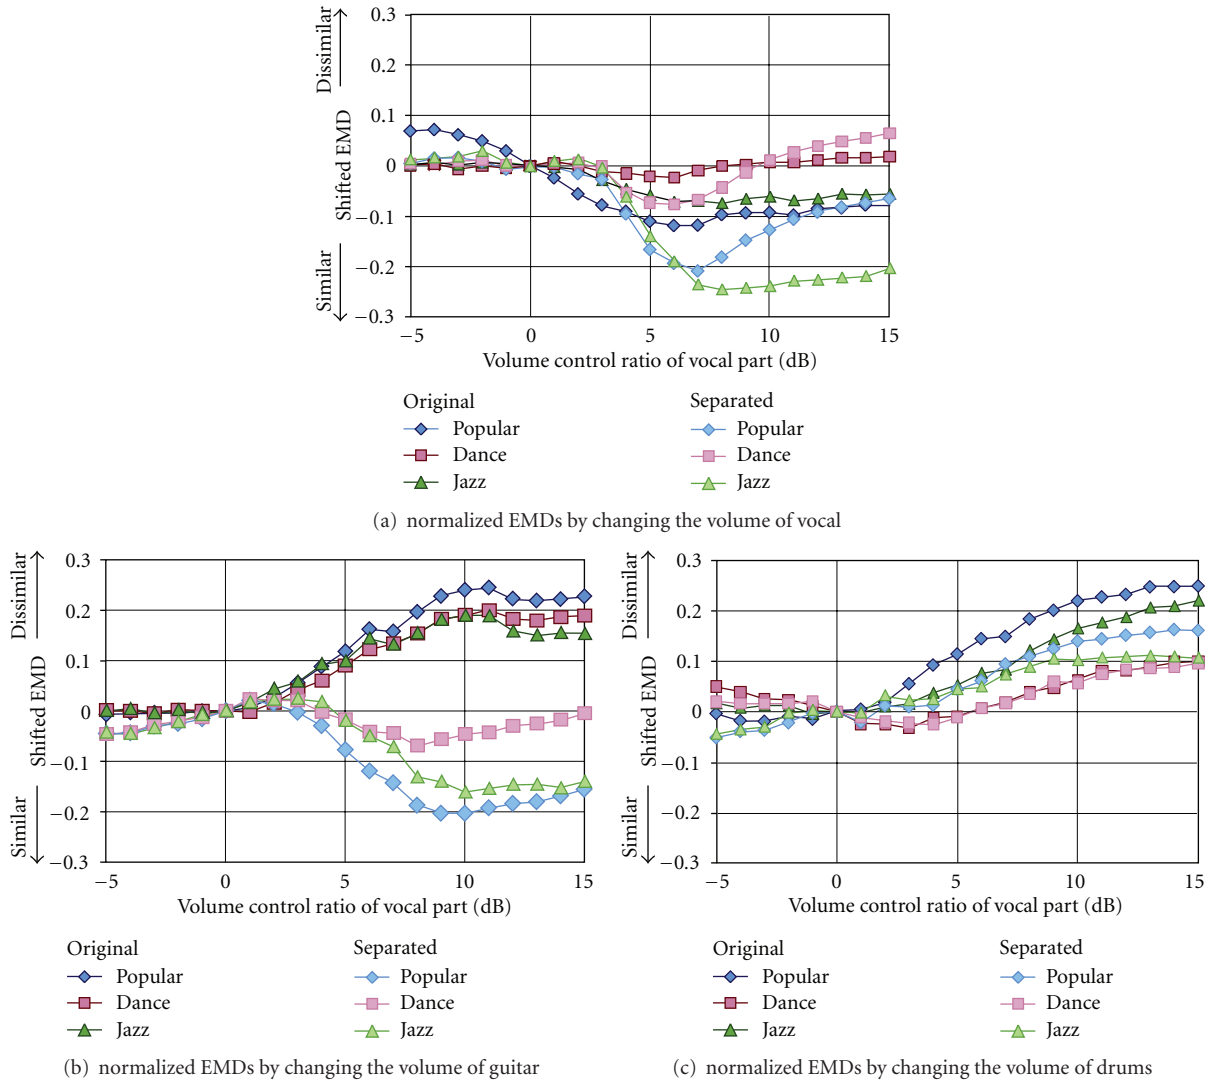 Dissimilar
Shifted EMD
Similar
0.3
0.2
0.1
0
−0.1
−0.2
−0.3
−5 0 5 10 15
Volume control ratio of vocal part (dB)
Original Separated
Popular Popular
Dance Dance
Jazz Jazz
(a) normalized EMDs by changing the volume of vocal
Dissimilar
Shifted EMD
Similar
0.3
0.2
0.1
0
−0.1
−0.2
−0.3
−5 0 5 10 15
Volume control ratio of vocal part (dB)
Original Separated
Popular Popular
Dance Dance
Jazz Jazz
(b) normalized EMDs by changing the volume of guitar
Dissimilar
Shifted EMD
Similar
0.3
0.2
0.1
0
−0.1
−0.2
−0.3
−5 0 5 10 15
Volume control ratio of vocal part (dB)
Original Separated
Popular Popular
Dance Dance
Jazz Jazz
(c) normalized EMDs by changing the volume of drums